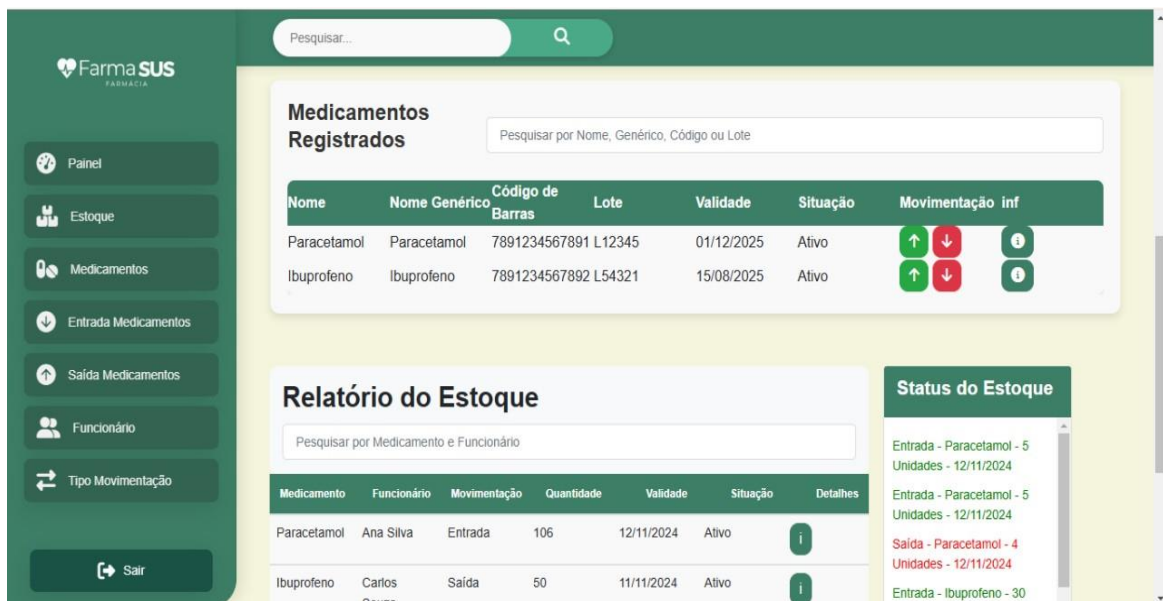 Pesquisar...
FarmaSUS
FARMÁCIA
Painel
Estoque
Medicamentos
Entrada Medicamentos
Saída Medicamentos
Funcionário
Tipo Movimentação
Sair
Medicamentos
Registrados
Pesquisar por Nome, Genérico, Código ou Lote
Nome Nome Genérico Código de Barras Lote Validade Situação Movimentação inf
Paracetamol Paracetamol 7891234567891 L12345 01/12/2025 Ativo
Ibuprofeno Ibuprofeno 7891234567892 L54321 15/08/2025 Ativo
Relatório do Estoque
Pesquisar por Medicamento e Funcionário
Medicamento Funcionário Movimentação Quantidade Validade Situação Detalhes
Paracetamol Ana Silva Entrada 106 12/11/2024 Ativo i
Ibuprofeno Carlos Saída 50 11/11/2024 Ativo i
Status do Estoque
Entrada - Paracetamol - 5
Unidades - 12/11/2024
Entrada - Paracetamol - 5
Unidades - 12/11/2024
Saída - Paracetamol - 4
Unidades - 12/11/2024
Entrada - Ibuprofeno - 30